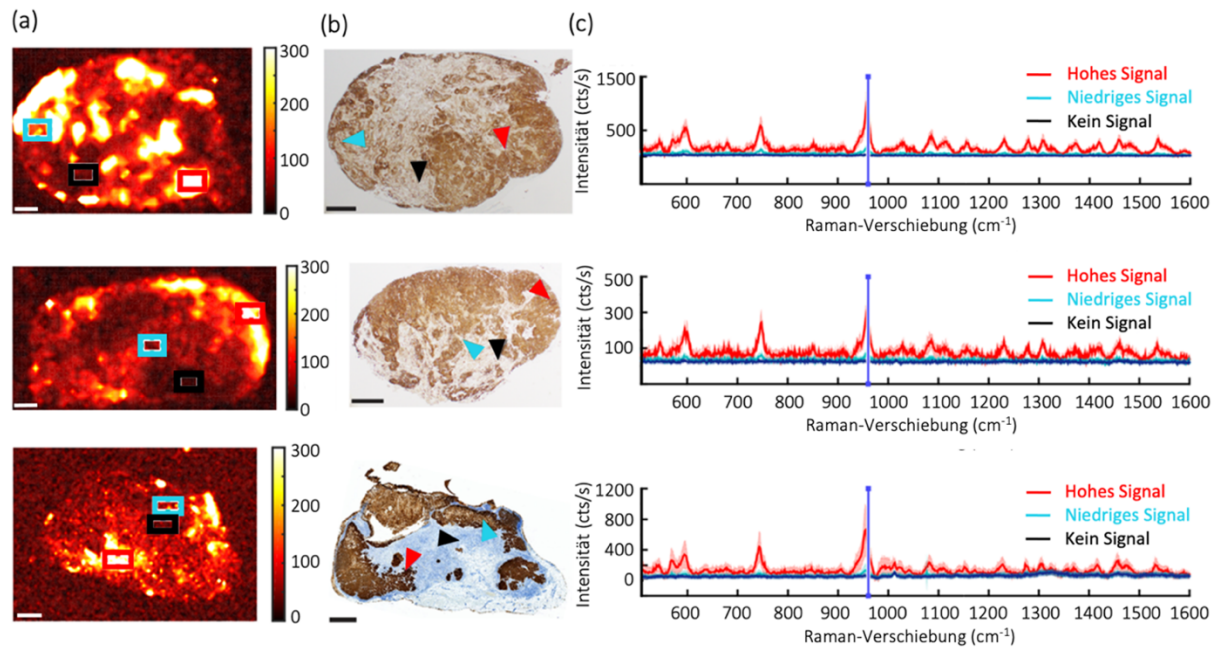 (a)
(b)
(c)
300
200
100
0
1500
500
Intensität (cts/s)
Hohes Signal
Niedriges Signal
Kein Signal
600 700 800 900 1000 1100 1200 1300 1400 1500 1600
Raman-Verschiebung (cm-1)
300
200
100
0
500
300
100
Intensität (cts/s)
Hohes Signal
Niedriges Signal
Kein Signal
600 700 800 900 1000 1100 1200 1300 1400 1500 1600
Raman-Verschiebung (cm-1)
300
200
100
0
1200
800
400
0
Intensität (cts/s)
Hohes Signal
Niedriges Signal
Kein Signal
600 700 800 900 1000 1100 1200 1300 1400 1500 1600
Raman-Verschiebung (cm-1)